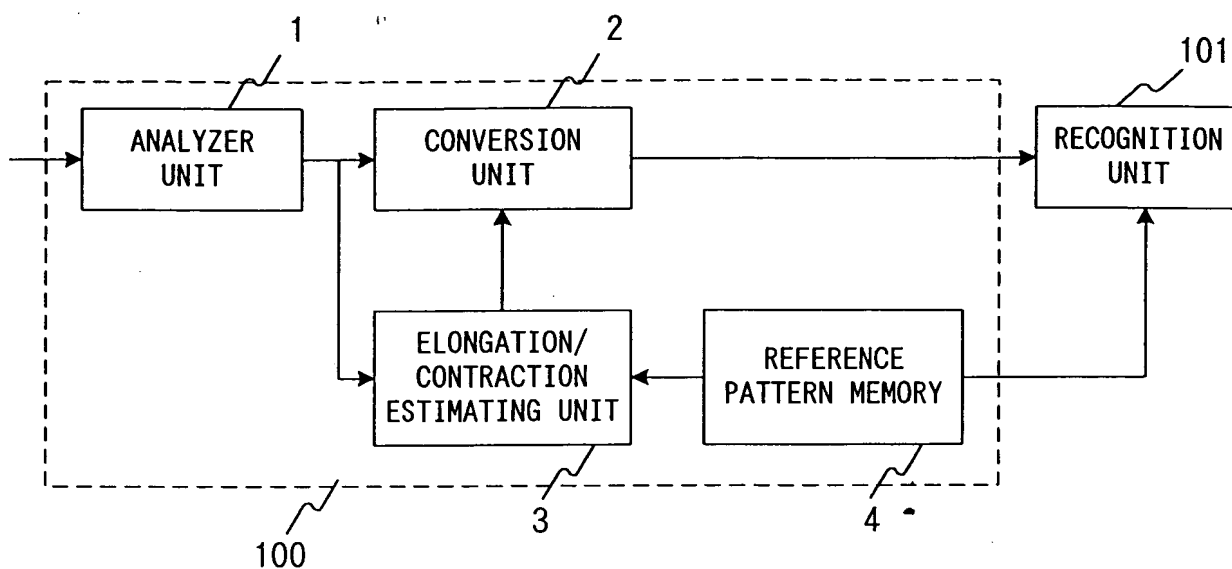 1
2
101
ANALYZER
UNIT
CONVERSION
UNIT
RECOGNITION
UNIT
ELONGATION/
CONTRACTION
ESTIMATING UNIT
REFERENCE
PATTERN MEMORY
100
3
4